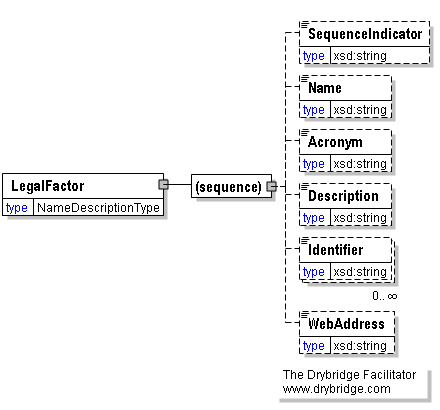 SequenceIndicator
type xsd:string
Name
type xsd:string
Acronym
type xsd:string
LegalFactor
type NameDescriptionType
(sequence)
Description
type xsd:string
Identifier
type xsd:string
0..∞
WebAddress
type xsd:string
The Drybridge Facilitator
www.drybridge.com